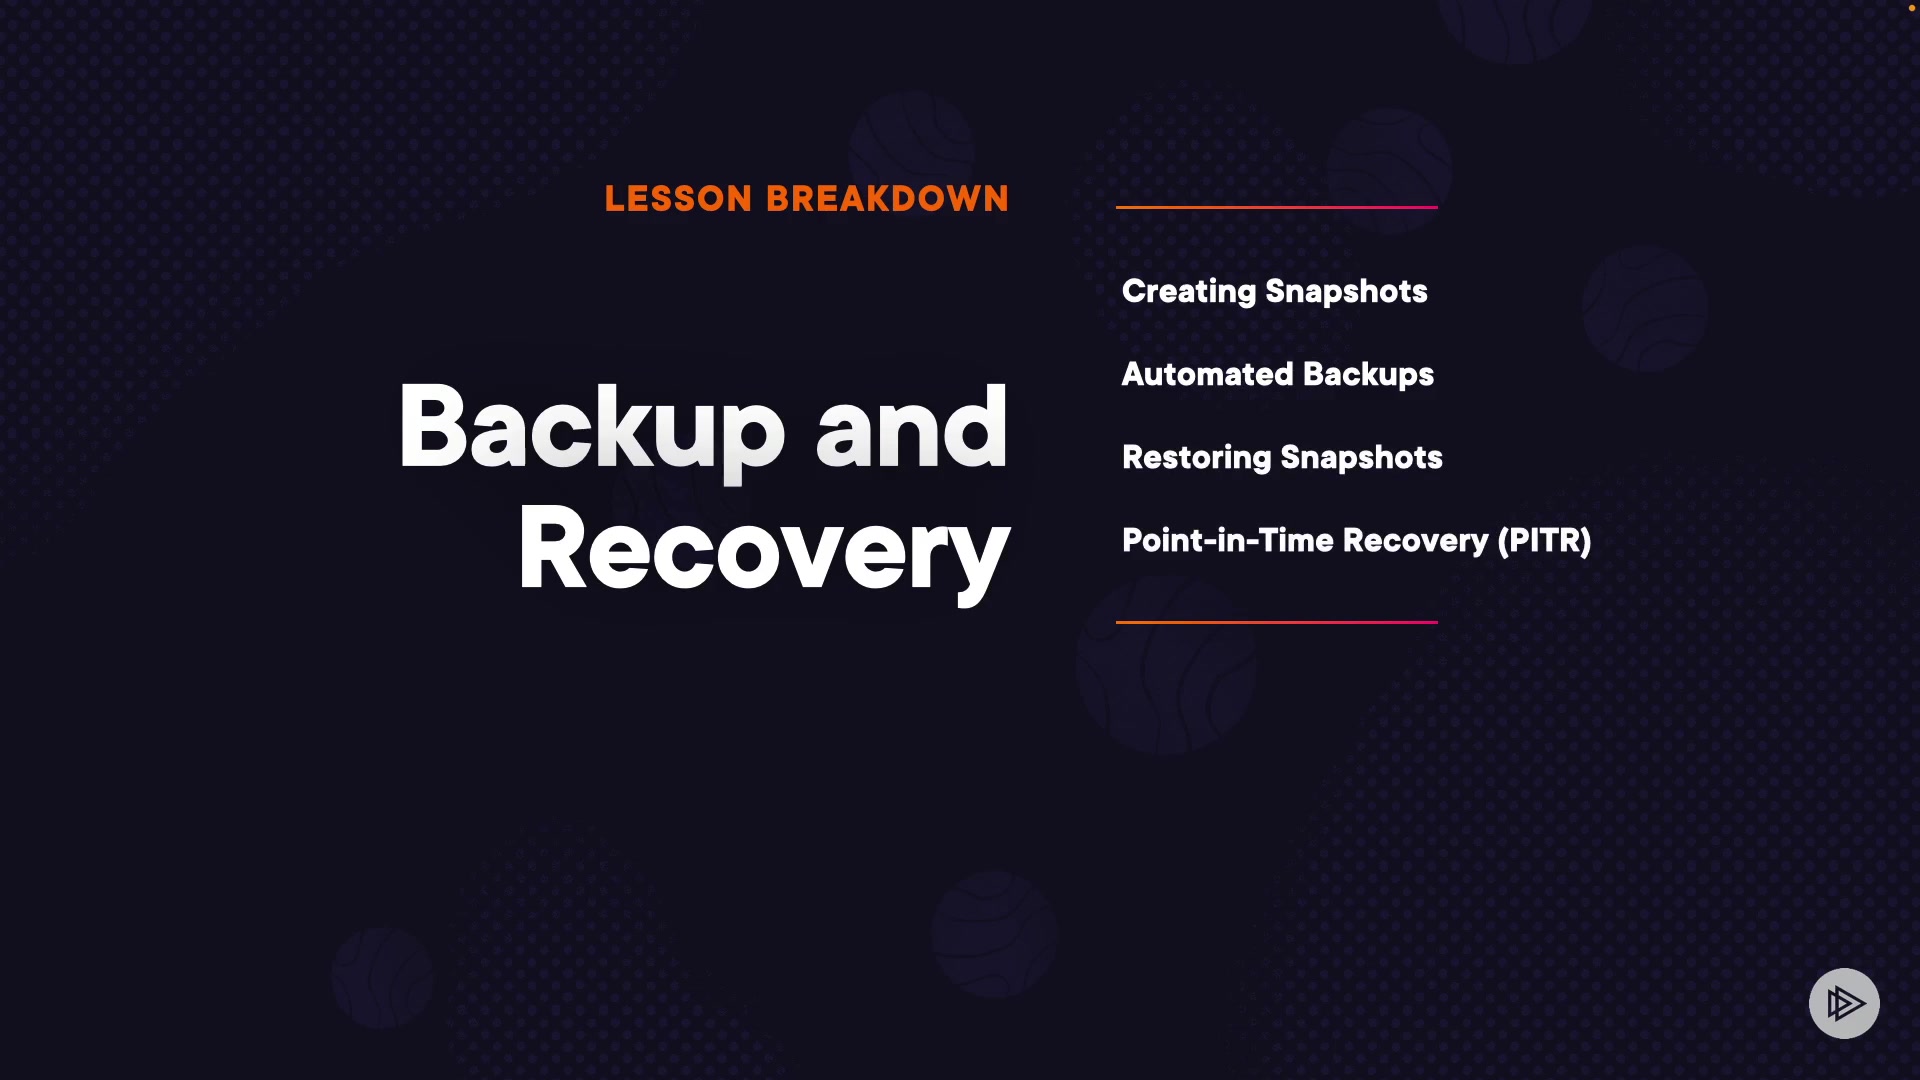 LESSON BREAKDOWN
Backup and
Recovery
Creating Snapshots
Automated Backups
Restoring Snapshots
Point-in-Time Recovery (PITR)